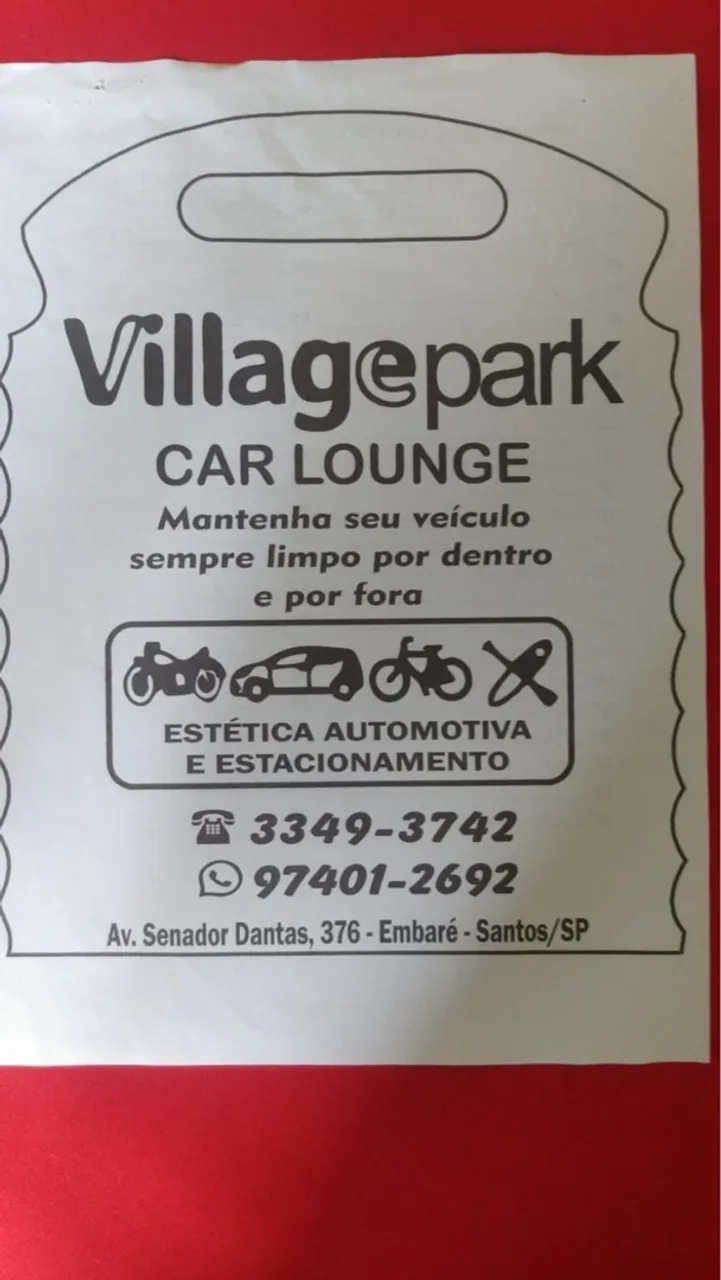 Villagepark
CAR LOUNGE
Mantenha seu veículo
sempre limpo por dentro
e por fora
ESTÉTICA AUTOMOTIVA
E ESTACIONAMENTO
3349-3742
97401-2692
Av. Senador Dantas, 376 - Embaré - Santos/SP